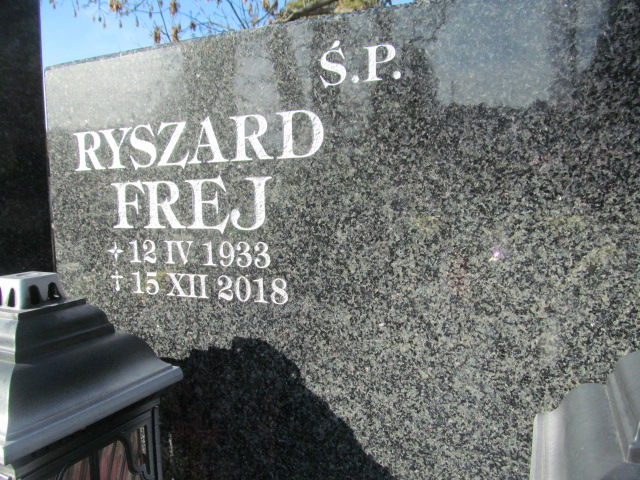 Ś.P.
RYSZARD
FREJ
✦ 12 IV 1933
✝ 15 XII 2018